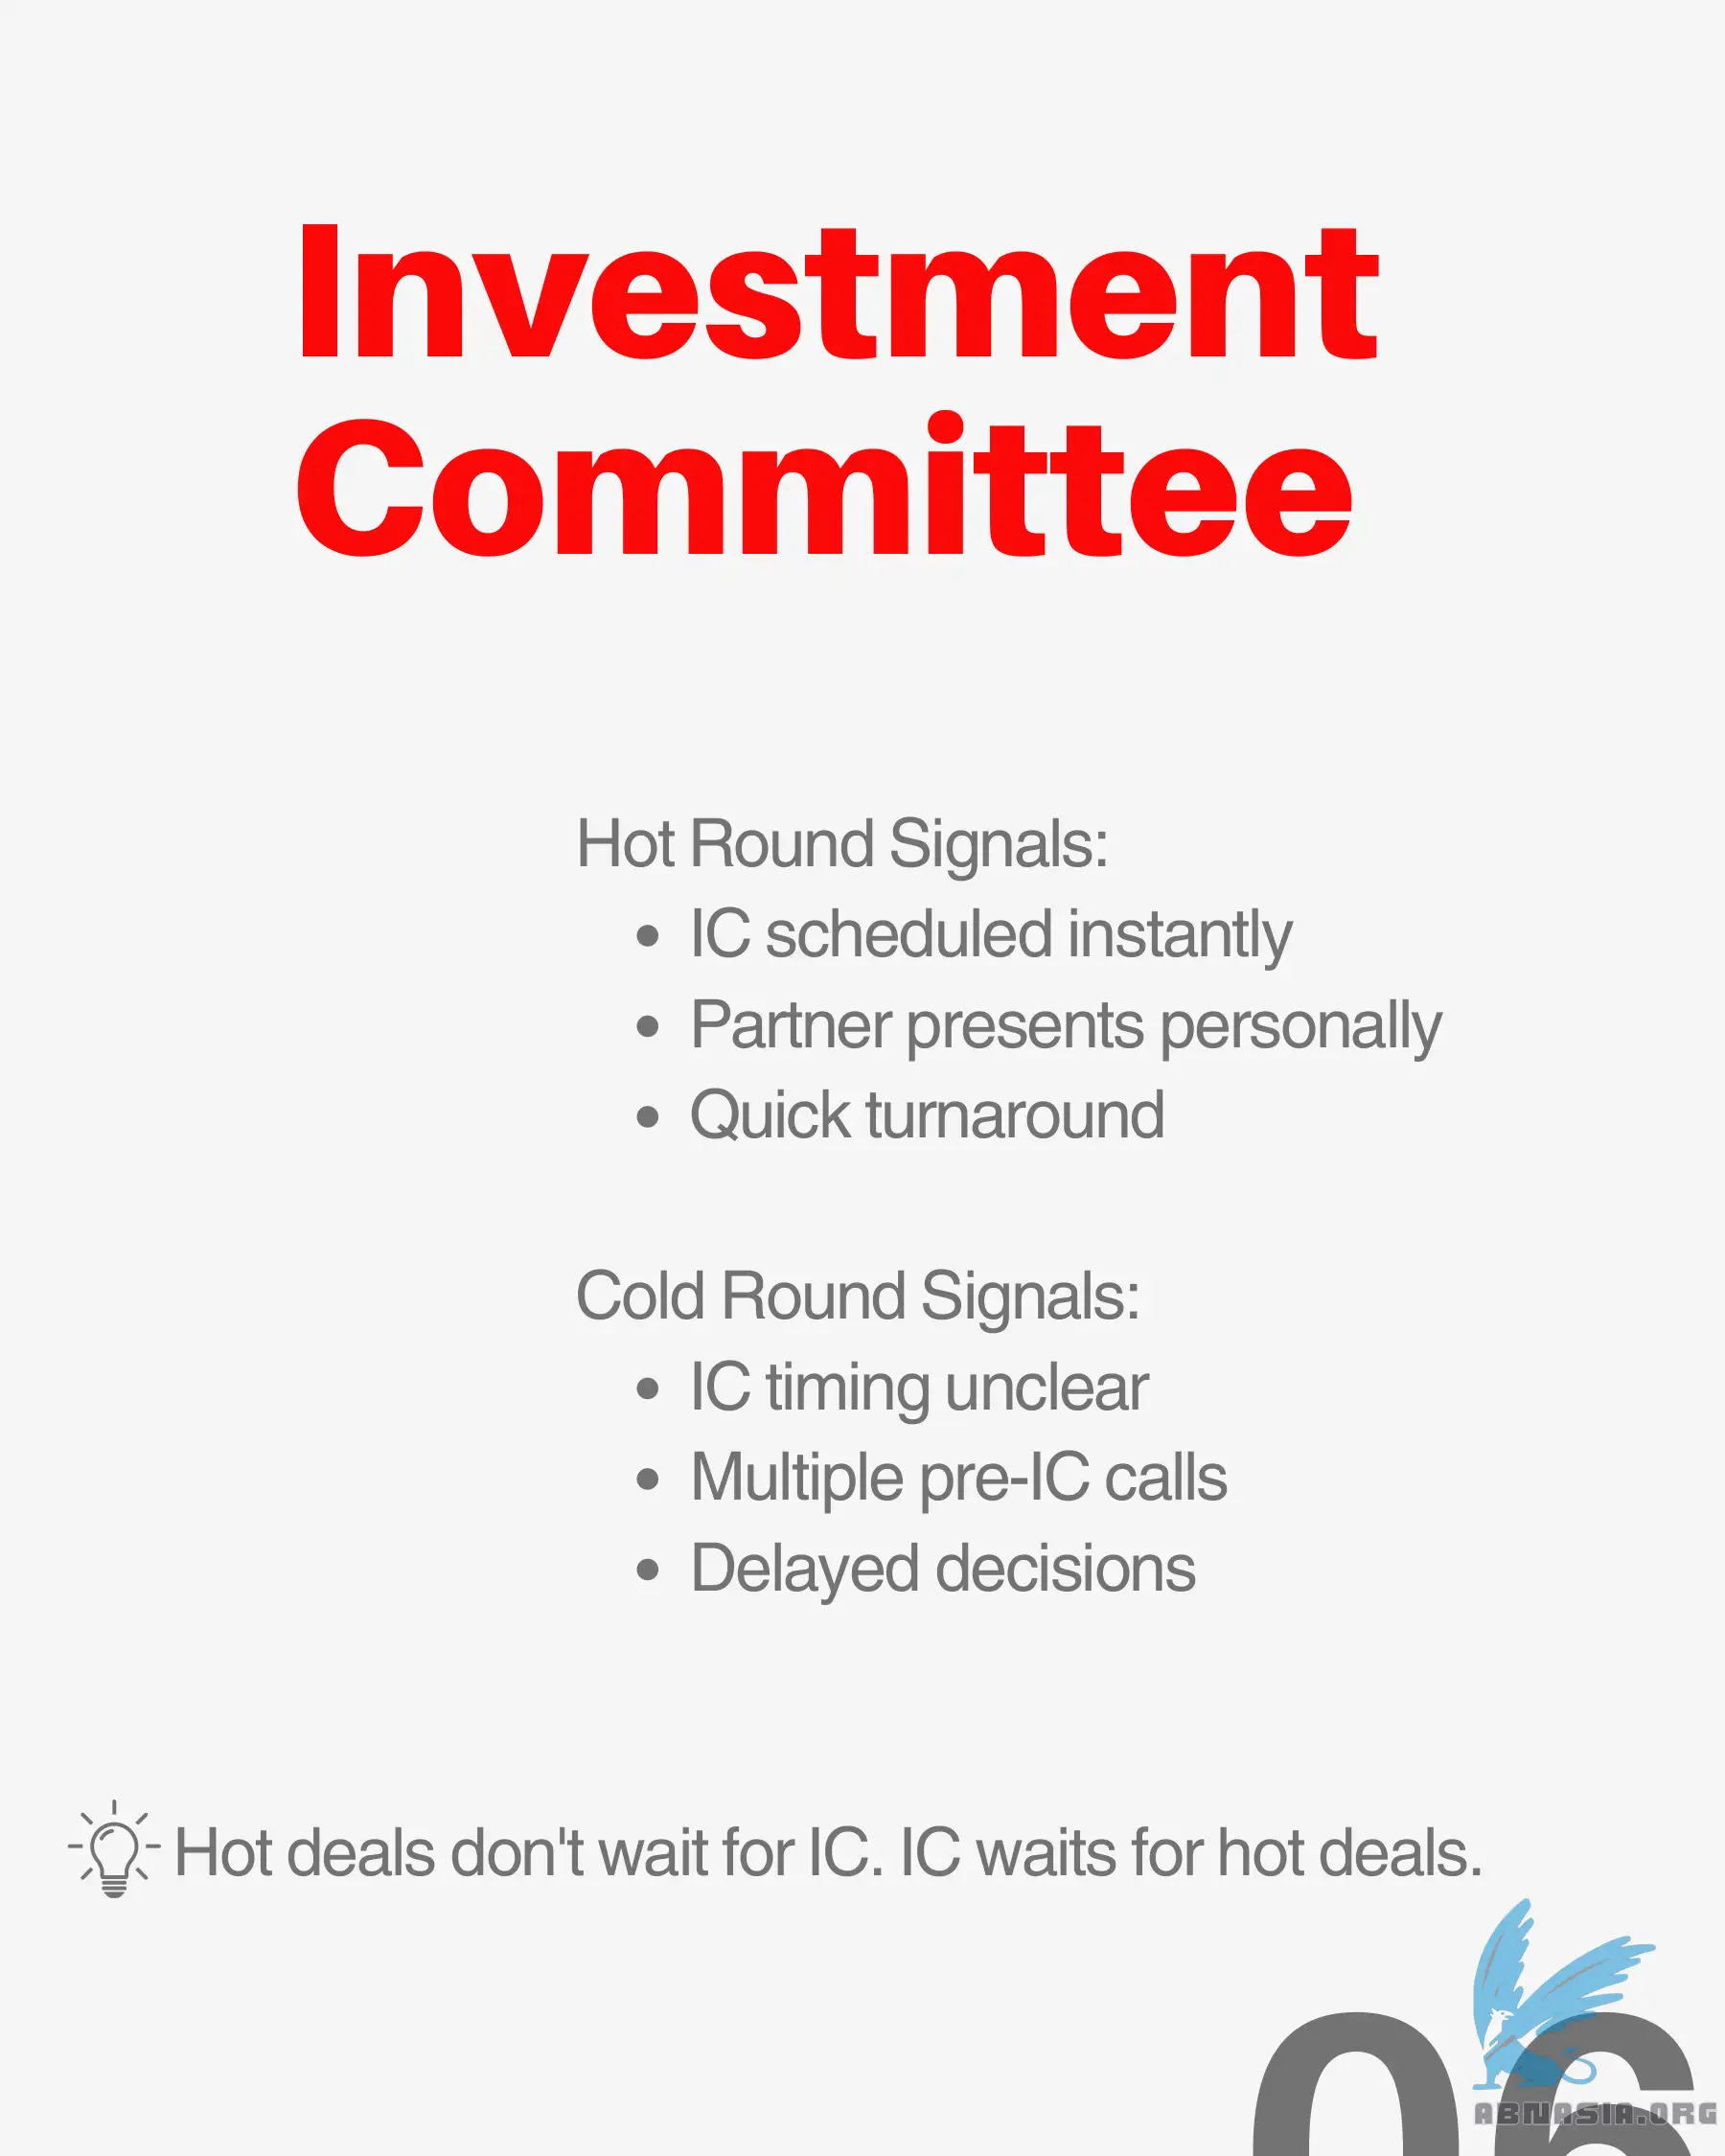 Investment
Committee
Hot Round Signals:
• IC scheduled instantly
• Partner presents personally
• Quick turnaround
Cold Round Signals:
• IC timing unclear
• Multiple pre-IC calls
• Delayed decisions
Hot deals don't wait for IC. IC waits for hot deals.
06
ABNASIA.ORG